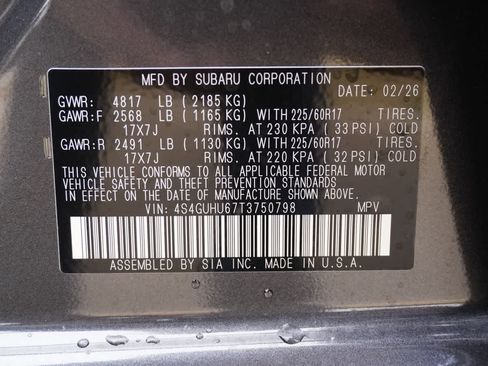 MFD BY SUBARU CORPORATION
DATE: 02/26
GVWR: 4817 LB ( 2185 KG)
GAWR:F 2568 LB ( 1165 KG) WITH 225/60R17 TIRES.
17X7J RIMS. AT 230 KPA ( 33 PSI) COLD
GAWR:R 2491 LB ( 1130 KG) WITH 225/60R17 TIRES.
17X7J RIMS. AT 220 KPA ( 32 PSI) COLD
THIS VEHICLE CONFORMS TO ALL APPLICABLE FEDERAL MOTOR
VEHICLE SAFETY AND THEFT PREVENTION STANDARDS
IN EFFECT ON THE DATE OF MANUFACTURE
SHOWN ABOVE.
VIN: 4S4GUHU67T3750798 MPV
ASSEMBLED BY SIA INC. MADE IN U.S.A.